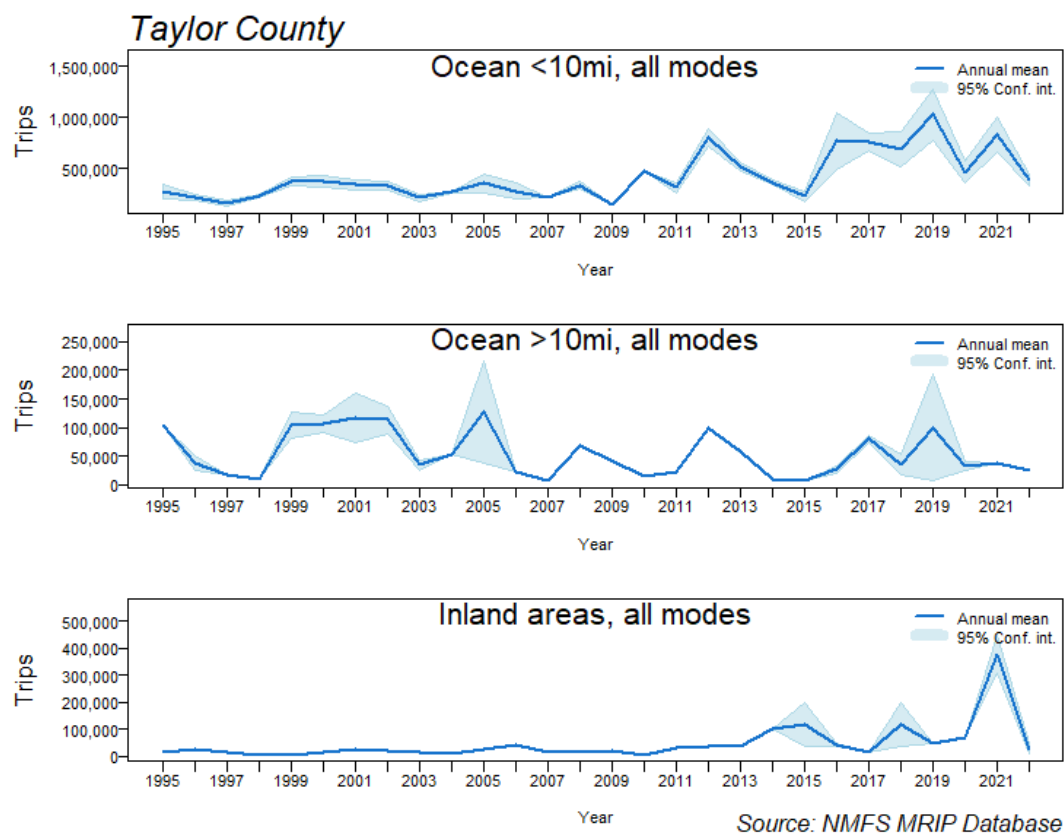 Taylor County
Ocean <10mi, all modes
Annual mean
95% Conf. int.
Trips
1,500,000
1,000,000
500,000
1995 1997 1999 2001 2003 2005 2007 2009 2011 2013 2015 2017 2019 2021
Year
Ocean >10mi, all modes
Annual mean
95% Conf. int.
Trips
250,000
200,000
150,000
100,000
50,000
0
1995 1997 1999 2001 2003 2005 2007 2009 2011 2013 2015 2017 2019 2021
Year
Inland areas, all modes
Annual mean
95% Conf. int.
Trips
500,000
400,000
300,000
200,000
100,000
0
1995 1997 1999 2001 2003 2005 2007 2009 2011 2013 2015 2017 2019 2021
Year
Source: NMFS MRIP Database